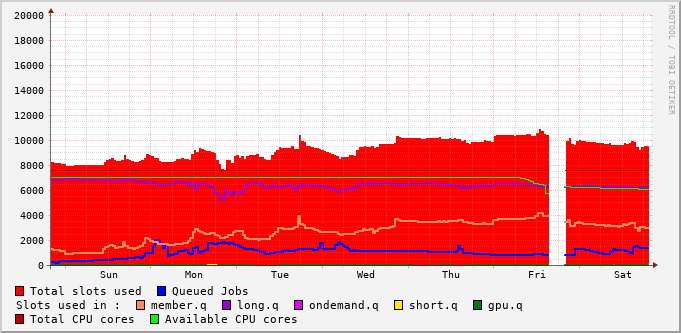 RRDTOOL / TOBI OETIKER
20000
18000
16000
14000
12000
10000
8000
6000
4000
2000
0
Sun Mon Tue Wed Thu Fri Sat
Total slots used Queued Jobs
Slots used in : member.q long.q ondemand.q short.q gpu.q
Total CPU cores Available CPU cores